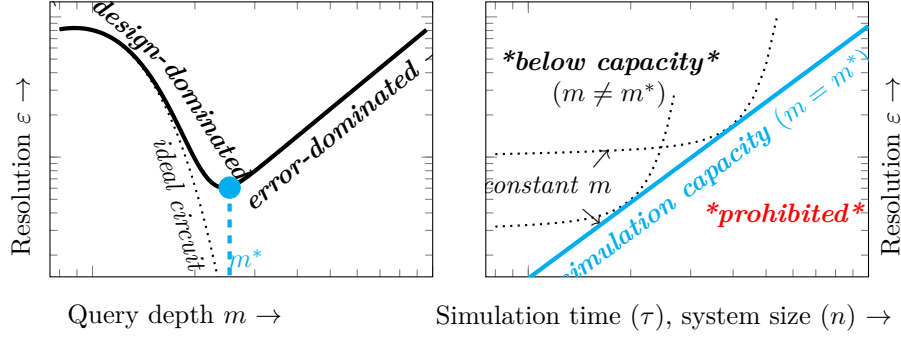 Resolution ε →
design-dominated
error-dominated
ideal circuit
m*
Query depth m →
*below capacity*
(m ≠ m*)
constant m
simulation capacity (m = m*)
*prohibited*
Resolution ε →
Simulation time (τ), system size (n) →